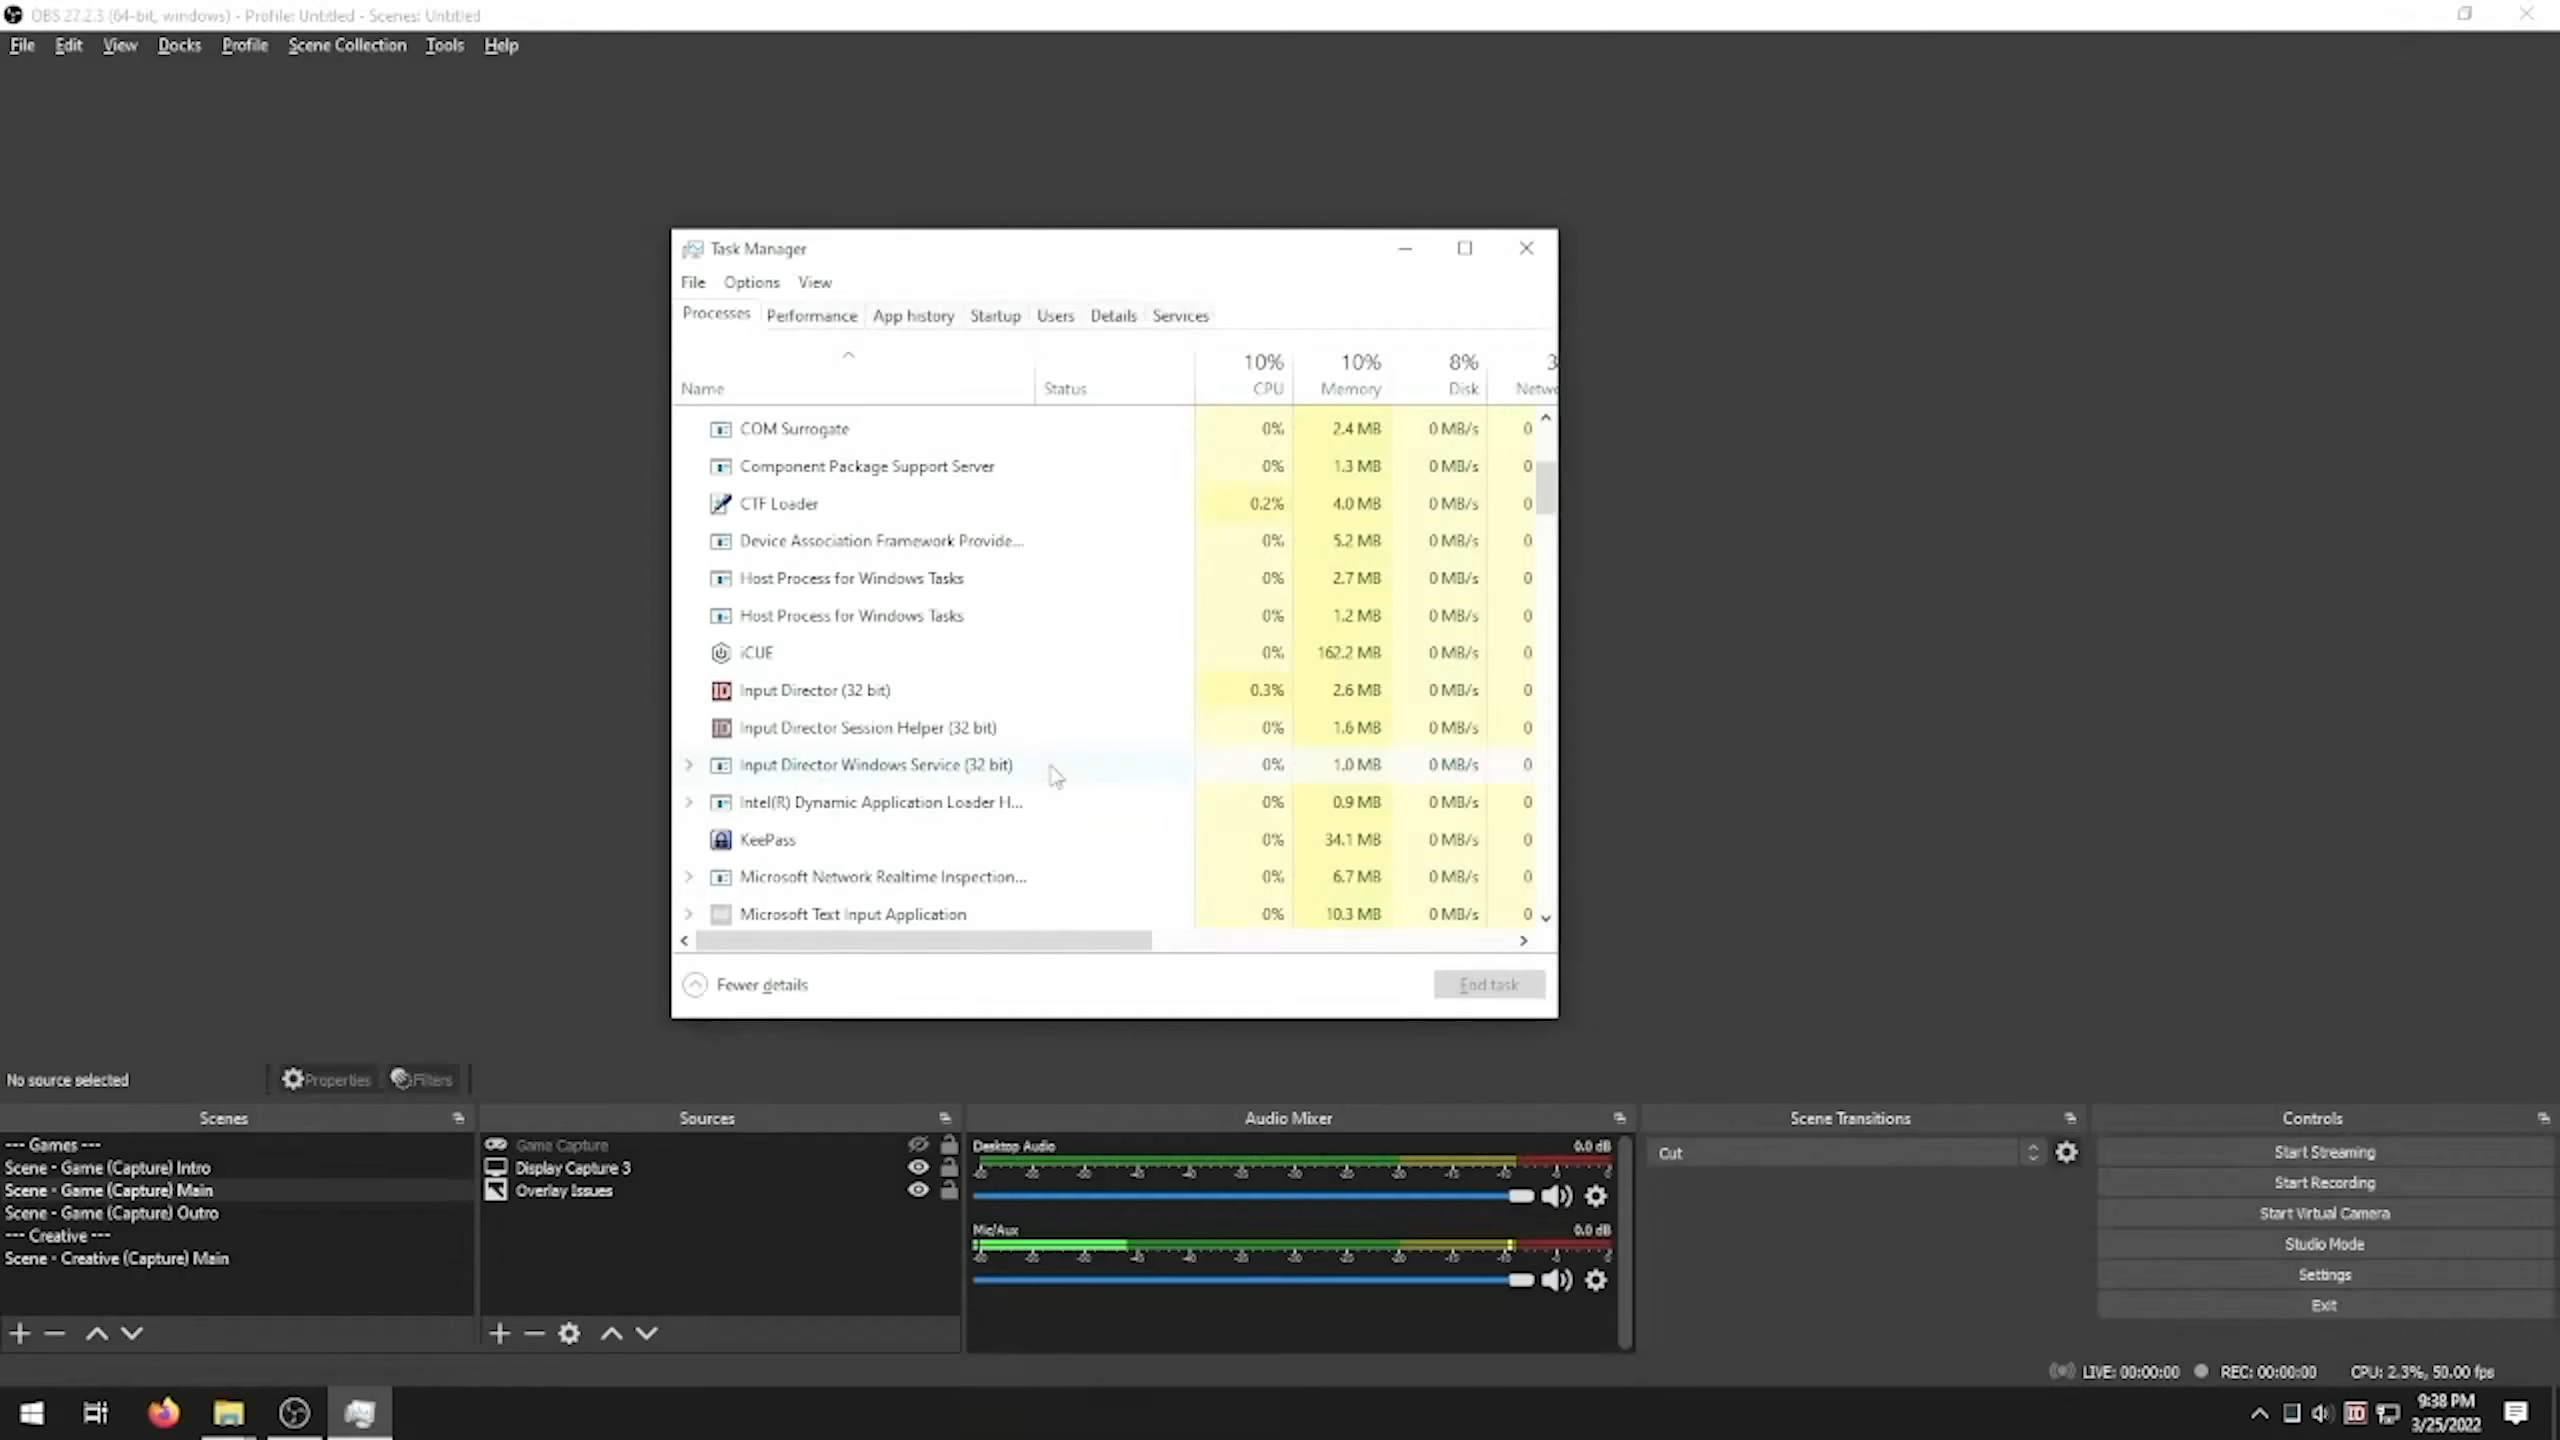 OBS 27.2.3 (64-bit, windows) - Profile: Untitled - Scenes: Untitled
File Edit View Docks Profile Scene Collection Tools Help
Task Manager
File Options View
Processes Performance App history Startup Users Details Services
10% 10% 8% 3
Name Status CPU Memory Disk Netwo
COM Surrogate 0% 2.4 MB 0 MB/s 0
Component Package Support Server 0% 1.3 MB 0 MB/s 0
CTF Loader 0.2% 4.0 MB 0 MB/s 0
Device Association Framework Provide... 0% 5.2 MB 0 MB/s 0
Host Process for Windows Tasks 0% 2.7 MB 0 MB/s 0
Host Process for Windows Tasks 0% 1.2 MB 0 MB/s 0
iCUE 0% 162.2 MB 0 MB/s 0
Input Director (32 bit) 0.3% 2.6 MB 0 MB/s 0
Input Director Session Helper (32 bit) 0% 1.6 MB 0 MB/s 0
Input Director Windows Service (32 bit) 0% 1.0 MB 0 MB/s 0
Intel(R) Dynamic Application Loader H... 0% 0.9 MB 0 MB/s 0
KeePass 0% 34.1 MB 0 MB/s 0
Microsoft Network Realtime Inspection... 0% 6.7 MB 0 MB/s 0
Microsoft Text Input Application 0% 10.3 MB 0 MB/s 0
Fewer details End task
No source selected Properties Filters
Scenes
--- Games ---
Scene - Game (Capture) Intro
Scene - Game (Capture) Main
Scene - Game (Capture) Outro
--- Creative ---
Scene - Creative (Capture) Main
Sources
Game Capture
Display Capture 3
Overlay Issues
Audio Mixer
Desktop Audio 0.0 dB
Mic/Aux 0.0 dB
Scene Transitions
Cut
Controls
Start Streaming
Start Recording
Start Virtual Camera
Studio Mode
Settings
Exit
LIVE: 00:00:00 REC: 00:00:00 CPU: 2.3%, 50.00 fps
ID
9:38 PM
3/25/2022